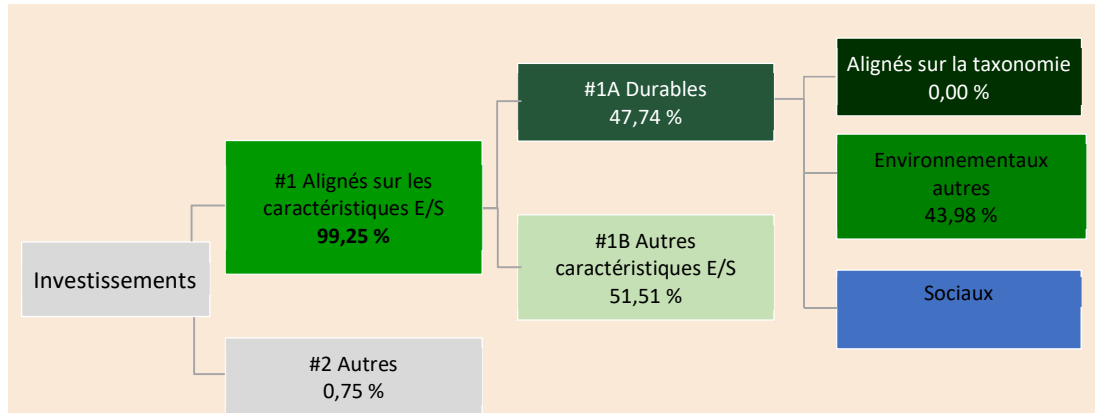 Investissements
#1 Alignés sur les
caractéristiques E/S
99,25 %
#2 Autres
0,75 %
#1A Durables
47,74 %
#1B Autres
caractéristiques E/S
51,51 %
Alignés sur la taxonomie
0,00 %
Environnementaux
autres
43,98 %
Sociaux